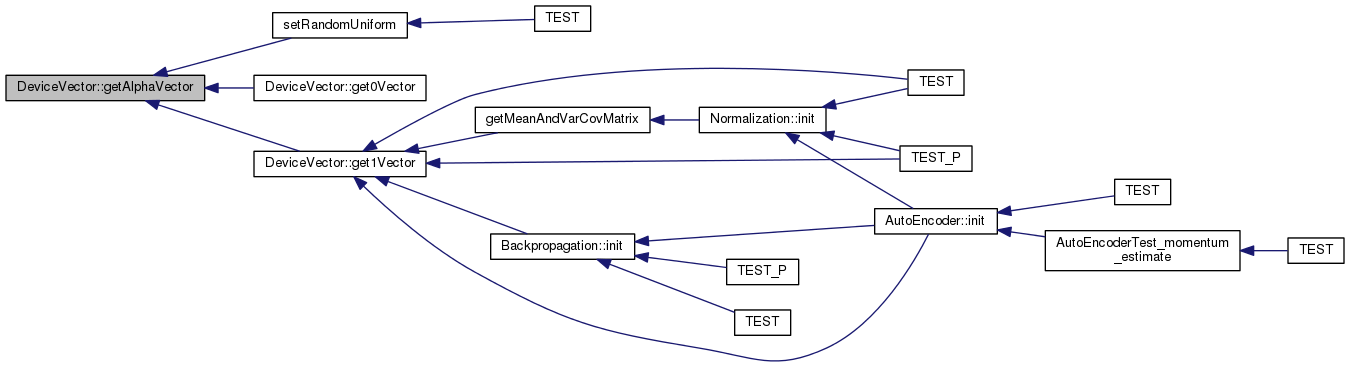 setRandomUniform
TEST
DeviceVector::getAlphaVector
DeviceVector::get0Vector
TEST
getMeanAndVarCovMatrix
Normalization::init
DeviceVector::get1Vector
TEST_P
TEST
AutoEncoder::init
Backpropagation::init
AutoEncoderTest_momentum
_estimate
TEST
TEST_P
TEST